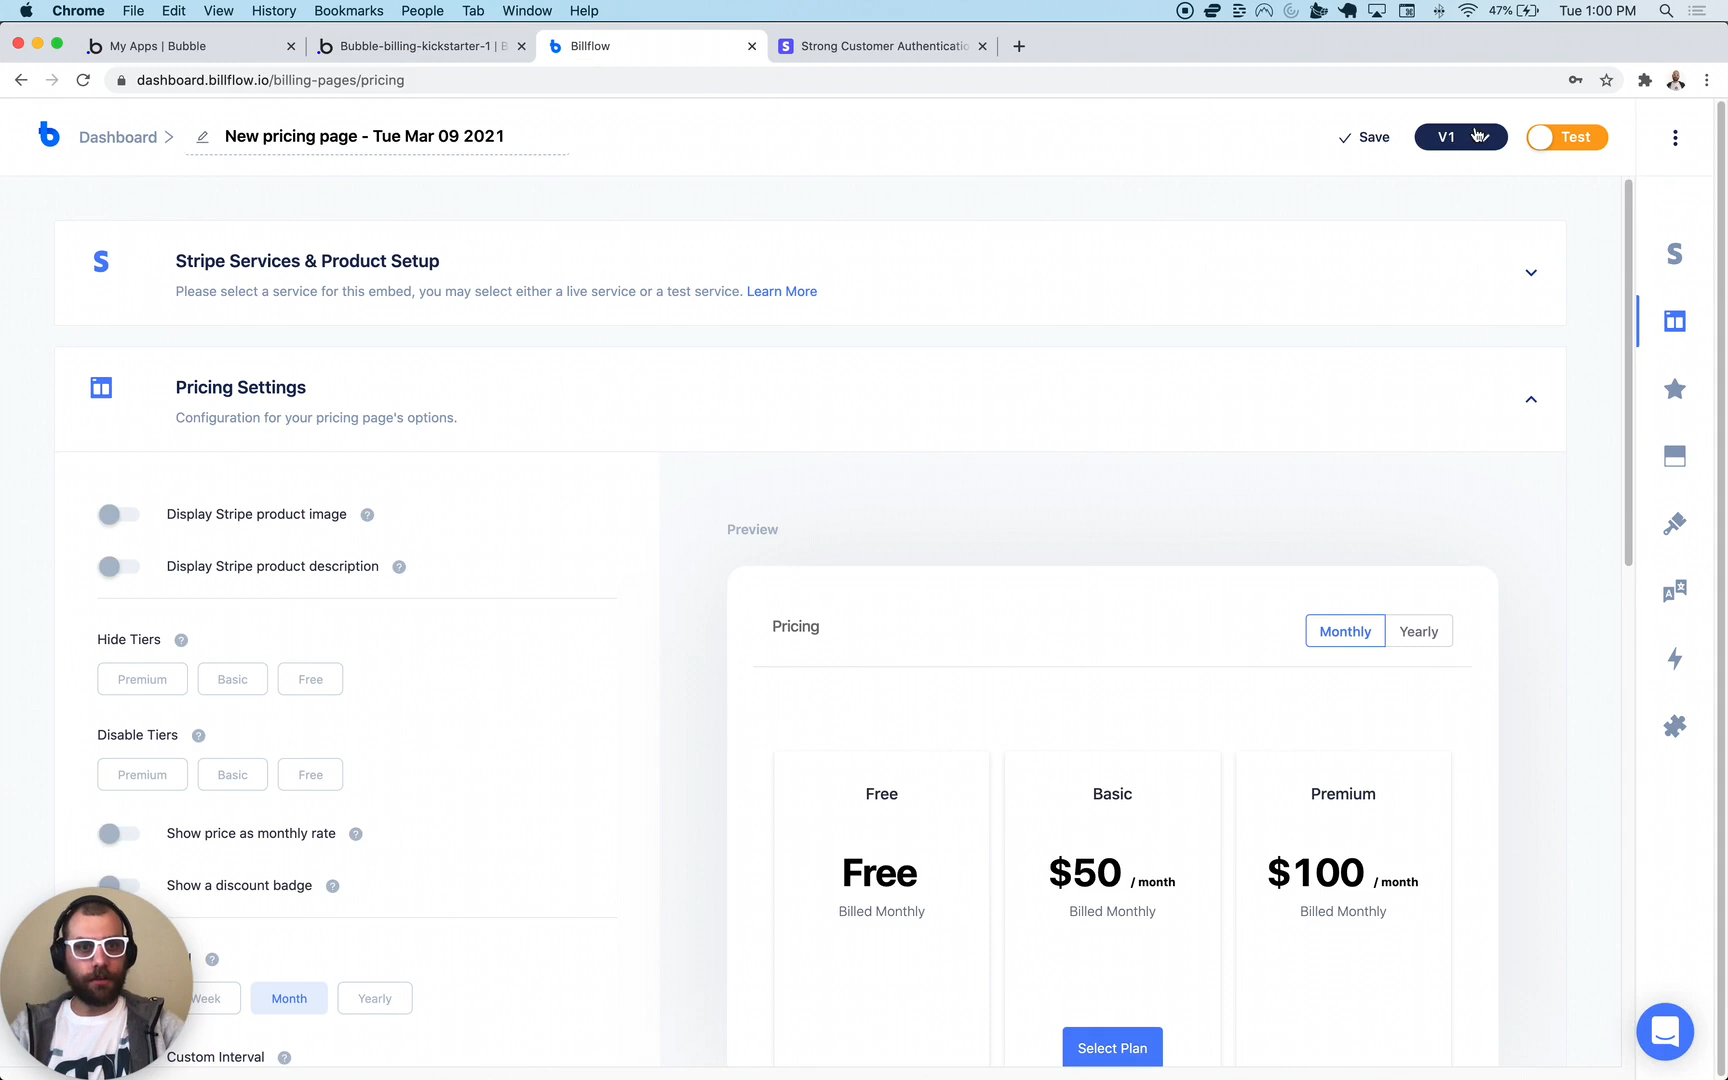 Chrome File Edit View History Bookmarks People Tab Window Help 47% Tue 1:00 PM
My Apps | Bubble
Bubble-billing-kickstarter-1 | B
Billflow
Strong Customer Authenticatio
dashboard.billflow.io/billing-pages/pricing
Dashboard > New pricing page - Tue Mar 09 2021
Save
V1
Test
Stripe Services & Product Setup
Please select a service for this embed, you may select either a live service or a test service. Learn More
Pricing Settings
Configuration for your pricing page's options.
Display Stripe product image ?
Display Stripe product description ?
Hide Tiers ?
Premium Basic Free
Disable Tiers ?
Premium Basic Free
Show price as monthly rate ?
Show a discount badge ?
?
Week Month Yearly
Custom Interval ?
Preview
Pricing
Monthly Yearly
Free
Free
Billed Monthly
Basic
$50 / month
Billed Monthly
Select Plan
Premium
$100 / month
Billed Monthly